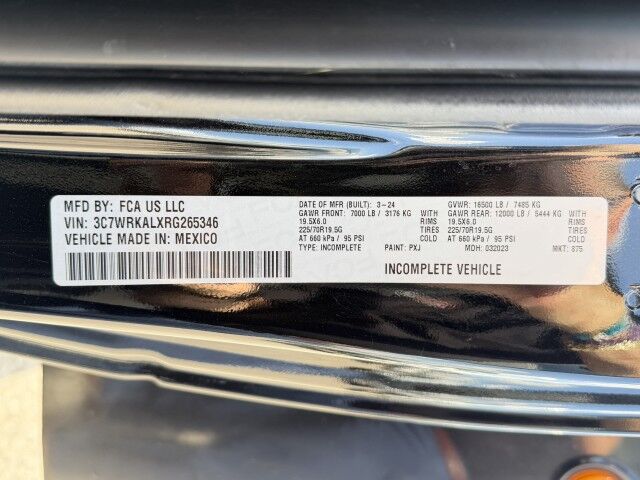 MFD BY: FCA US LLC
VIN: 3C7WRKALXRG265346
VEHICLE MADE IN: MEXICO
DATE OF MFR (BUILT): 3-24 GVWR: 16500 LB / 7485 KG
GAWR FRONT: 7000 LB / 3176 KG WITH GAWR REAR: 12000 LB / 5444 KG WITH
19.5X6.0 RIMS 19.5X6.0 RIMS
225/70R19.5G TIRES 225/70R19.5G TIRES
AT 660 kPa / 95 PSI COLD AT 660 kPa / 95 PSI COLD
TYPE: INCOMPLETE PAINT: PXJ MDH: 032023 MKT: 875
INCOMPLETE VEHICLE